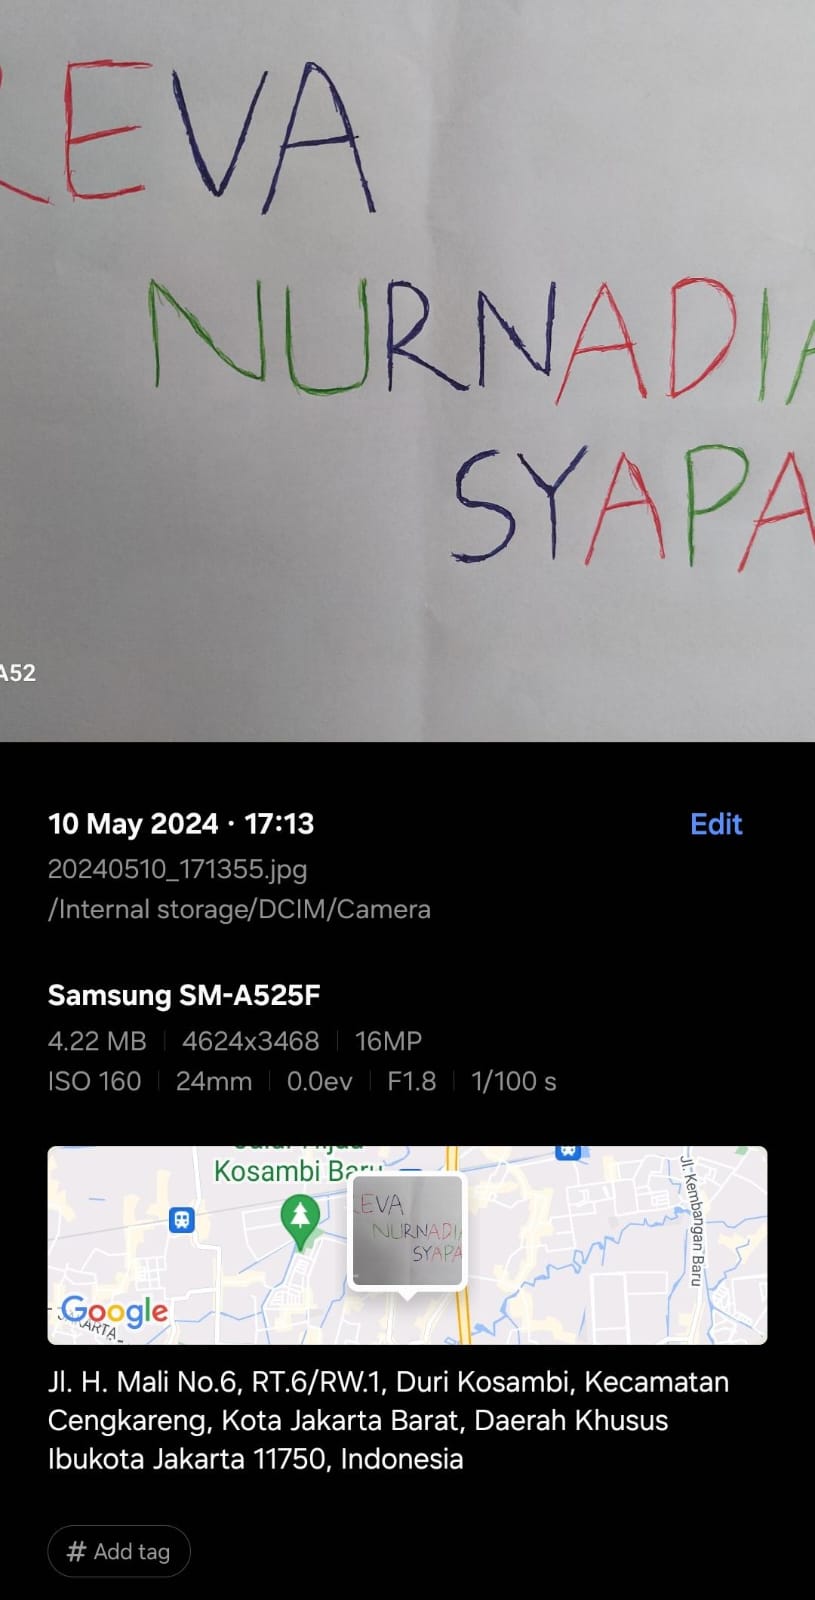 REVA
NURNADIA
SYAPA
A52
10 May 2024 · 17:13
Edit
20240510_171355.jpg
/Internal storage/DCIM/Camera
Samsung SM-A525F
4.22 MB | 4624x3468 | 16MP
ISO 160 | 24mm | 0.0ev | F1.8 | 1/100 s
Kosambi Baru
EVA
NURNADIA
SYAPA
Jl. Kembangan Baru
Google
Jl. H. Mali No.6, RT.6/RW.1, Duri Kosambi, Kecamatan
Cengkareng, Kota Jakarta Barat, Daerah Khusus
Ibukota Jakarta 11750, Indonesia
# Add tag